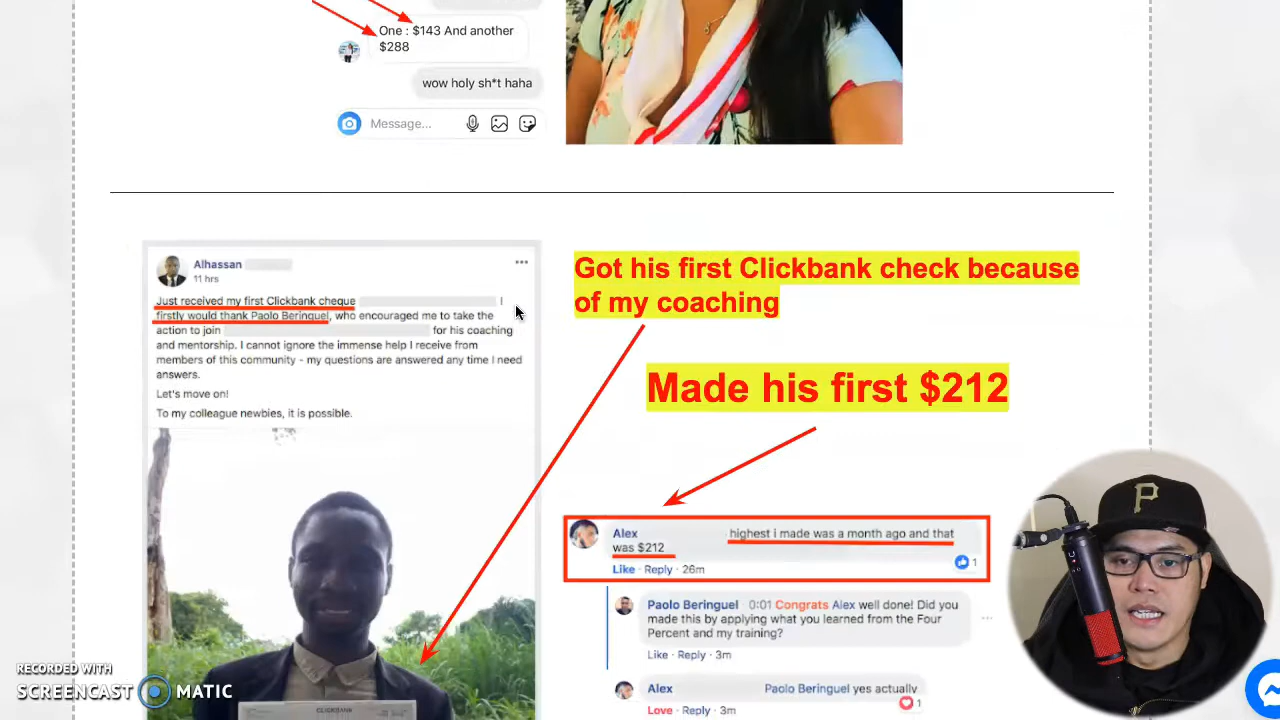 One : $143 And another
$288
wow holy sh*t haha
Message...
Alhassan
11 hrs
Just received my first Clickbank cheque I
firstly would thank Paolo Beringuel, who encouraged me to take the
action to join for his coaching
and mentorship. I cannot ignore the immense help I receive from
members of this community - my questions are answered any time I need
answers.
Let's move on!
To my colleague newbies, it is possible.
CLICKBANK
Got his first Clickbank check because
of my coaching
Made his first $212
Alex highest i made was a month ago and that
was $212
Like · Reply · 26m
1
Paolo Beringuel 0:01 Congrats Alex well done! Did you
made this by applying what you learned from the Four
Percent and my training?
Like · Reply · 3m
Alex Paolo Beringuel yes actually
Love · Reply · 3m
1
P
RECORDED WITH
SCREENCAST MATIC